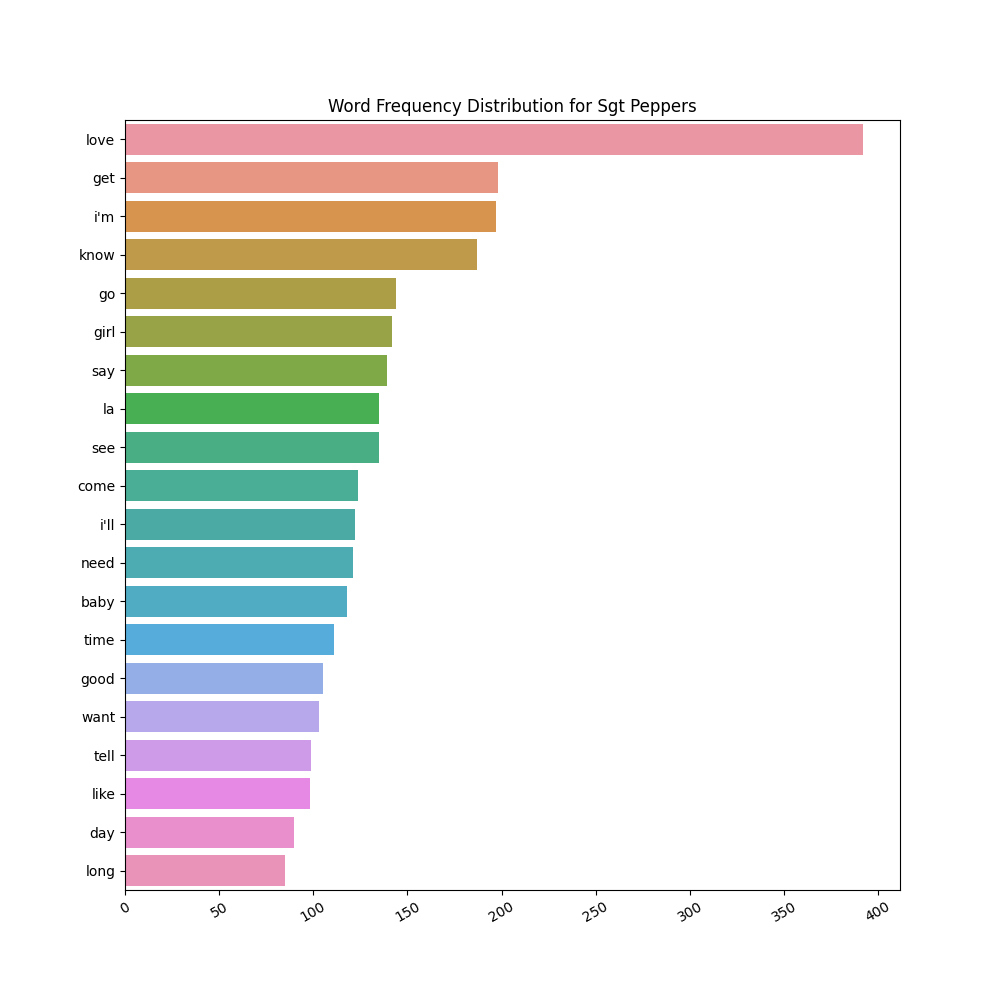 Word Frequency Distribution for Sgt Peppers
love
get
i'm
know
go
girl
say
la
see
come
i'll
need
baby
time
good
want
tell
like
day
long
0 50 100 150 200 250 300 350 400